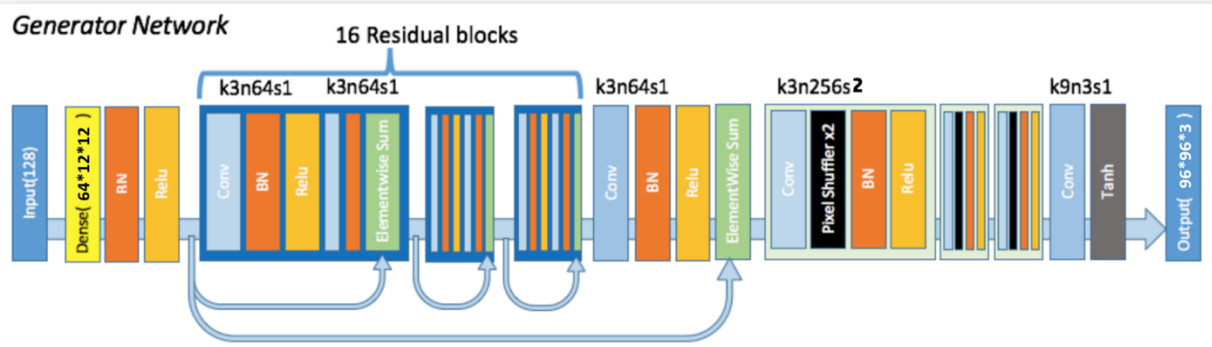 Generator Network
16 Residual blocks
k3n64s1
k3n64s1
k3n64s1
k3n256s2
k9n3s1
Input(128)
Dense( 64*12*12 )
BN
Relu
Conv
BN
Relu
Elementwise Sum
Conv
BN
Relu
ElementWise Sum
Conv
Pixel Shuffler x2
BN
Relu
Conv
Tanh
Output( 96*96*3 )